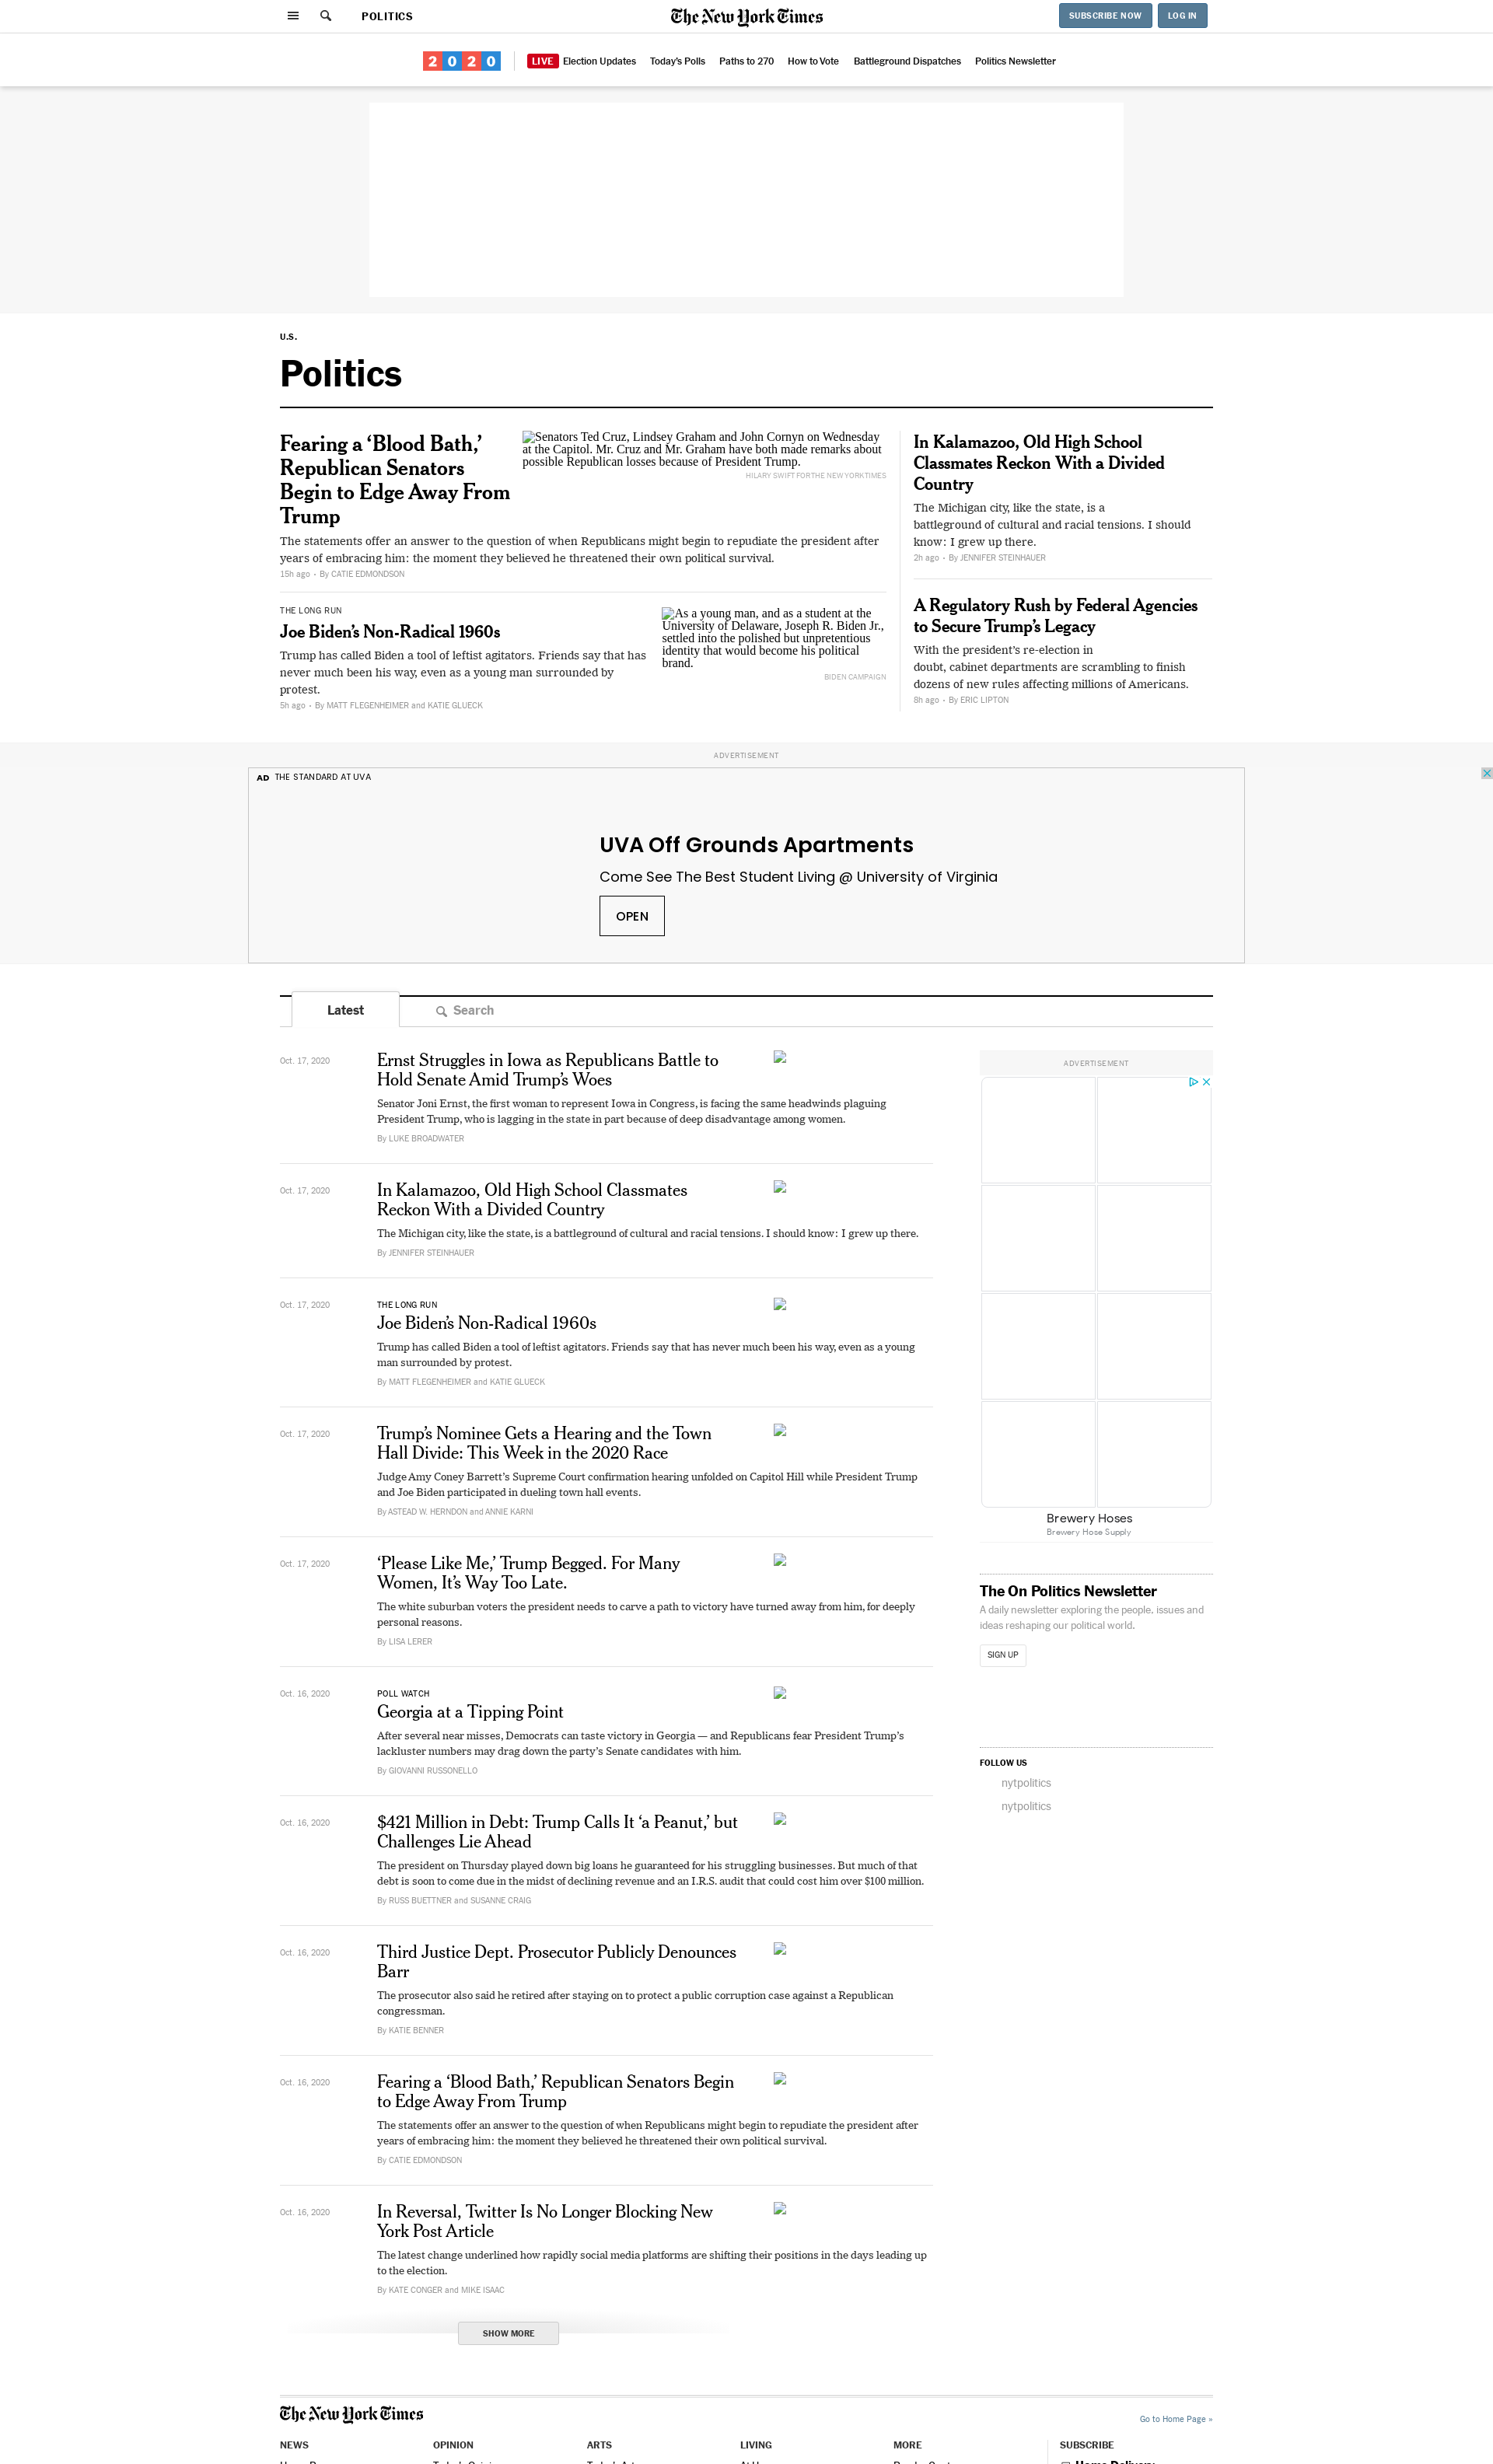 POLITICS
The New York Times
SUBSCRIBE NOW
LOG IN
2020
LIVE Election Updates
Today's Polls
Paths to 270
How to Vote
Battleground Dispatches
Politics Newsletter
U.S.
Politics
Fearing a ‘Blood Bath,’
Republican Senators
Begin to Edge Away From
Trump
Senators Ted Cruz, Lindsey Graham and John Cornyn on Wednesday
at the Capitol. Mr. Cruz and Mr. Graham have both made remarks about
possible Republican losses because of President Trump.
HILARY SWIFT FOR THE NEW YORK TIMES
The statements offer an answer to the question of when Republicans might begin to repudiate the president after
years of embracing him: the moment they believed he threatened their own political survival.
15h ago • By CATIE EDMONDSON
THE LONG RUN
Joe Biden’s Non-Radical 1960s
Trump has called Biden a tool of leftist agitators. Friends say that has
never much been his way, even as a young man surrounded by
protest.
5h ago • By MATT FLEGENHEIMER and KATIE GLUECK
As a young man, and as a student at the
University of Delaware, Joseph R. Biden Jr.,
settled into the polished but unpretentious
identity that would become his political
brand.
BIDEN CAMPAIGN
In Kalamazoo, Old High School
Classmates Reckon With a Divided
Country
The Michigan city, like the state, is a
battleground of cultural and racial tensions. I should
know: I grew up there.
2h ago • By JENNIFER STEINHAUER
A Regulatory Rush by Federal Agencies
to Secure Trump’s Legacy
With the president’s re-election in
doubt, cabinet departments are scrambling to finish
dozens of new rules affecting millions of Americans.
8h ago • By ERIC LIPTON
ADVERTISEMENT
AD THE STANDARD AT UVA
UVA Off Grounds Apartments
Come See The Best Student Living @ University of Virginia
OPEN
Latest
Search
Oct. 17, 2020
Ernst Struggles in Iowa as Republicans Battle to
Hold Senate Amid Trump’s Woes
Senator Joni Ernst, the first woman to represent Iowa in Congress, is facing the same headwinds plaguing
President Trump, who is lagging in the state in part because of deep disadvantage among women.
By LUKE BROADWATER
Oct. 17, 2020
In Kalamazoo, Old High School Classmates
Reckon With a Divided Country
The Michigan city, like the state, is a battleground of cultural and racial tensions. I should know: I grew up there.
By JENNIFER STEINHAUER
Oct. 17, 2020
THE LONG RUN
Joe Biden’s Non-Radical 1960s
Trump has called Biden a tool of leftist agitators. Friends say that has never much been his way, even as a young
man surrounded by protest.
By MATT FLEGENHEIMER and KATIE GLUECK
Oct. 17, 2020
Trump’s Nominee Gets a Hearing and the Town
Hall Divide: This Week in the 2020 Race
Judge Amy Coney Barrett’s Supreme Court confirmation hearing unfolded on Capitol Hill while President Trump
and Joe Biden participated in dueling town hall events.
By ASTEAD W. HERNDON and ANNIE KARNI
Oct. 17, 2020
‘Please Like Me,’ Trump Begged. For Many
Women, It’s Way Too Late.
The white suburban voters the president needs to carve a path to victory have turned away from him, for deeply
personal reasons.
By LISA LERER
Oct. 16, 2020
POLL WATCH
Georgia at a Tipping Point
After several near misses, Democrats can taste victory in Georgia — and Republicans fear President Trump’s
lackluster numbers may drag down the party’s Senate candidates with him.
By GIOVANNI RUSSONELLO
Oct. 16, 2020
$421 Million in Debt: Trump Calls It ‘a Peanut,’ but
Challenges Lie Ahead
The president on Thursday played down big loans he guaranteed for his struggling businesses. But much of that
debt is soon to come due in the midst of declining revenue and an I.R.S. audit that could cost him over $100 million.
By RUSS BUETTNER and SUSANNE CRAIG
Oct. 16, 2020
Third Justice Dept. Prosecutor Publicly Denounces
Barr
The prosecutor also said he retired after staying on to protect a public corruption case against a Republican
congressman.
By KATIE BENNER
Oct. 16, 2020
Fearing a ‘Blood Bath,’ Republican Senators Begin
to Edge Away From Trump
The statements offer an answer to the question of when Republicans might begin to repudiate the president after
years of embracing him: the moment they believed he threatened their own political survival.
By CATIE EDMONDSON
Oct. 16, 2020
In Reversal, Twitter Is No Longer Blocking New
York Post Article
The latest change underlined how rapidly social media platforms are shifting their positions in the days leading up
to the election.
By KATE CONGER and MIKE ISAAC
SHOW MORE
ADVERTISEMENT
Brewery Hoses
Brewery Hose Supply
The On Politics Newsletter
A daily newsletter exploring the people, issues and
ideas reshaping our political world.
SIGN UP
FOLLOW US
nytpolitics
nytpolitics
The New York Times
Go to Home Page »
NEWS
OPINION
ARTS
LIVING
MORE
SUBSCRIBE